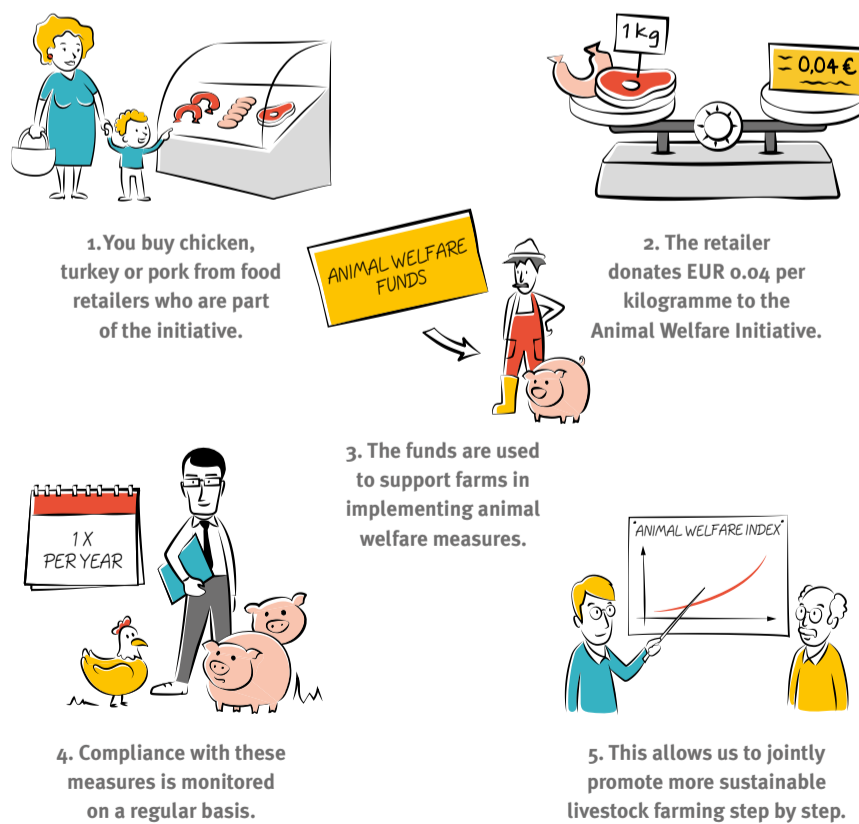 1 kg
= 0,04 €
1. You buy chicken,
turkey or pork from food
retailers who are part
of the initiative.
2. The retailer
donates EUR 0.04 per
kilogramme to the
Animal Welfare Initiative.
ANIMAL WELFARE
FUNDS
3. The funds are used
to support farms in
implementing animal
welfare measures.
1 X
PER YEAR
4. Compliance with these
measures is monitored
on a regular basis.
ANIMAL WELFARE INDEX
5. This allows us to jointly
promote more sustainable
livestock farming step by step.